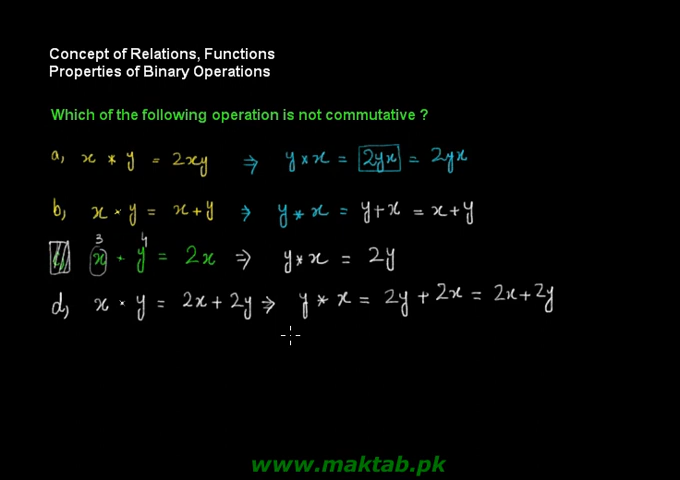 Concept of Relations, Functions
Properties of Binary Operations
Which of the following operation is not commutative ?
a, x * y = 2xy ⇒ y * x = 2yx = 2yx
b, x * y = x + y ⇒ y * x = y + x = x + y
3 4
x * y = 2x ⇒ y * x = 2y
d, x * y = 2x + 2y ⇒ y * x = 2y + 2x = 2x + 2y
www.maktab.pk